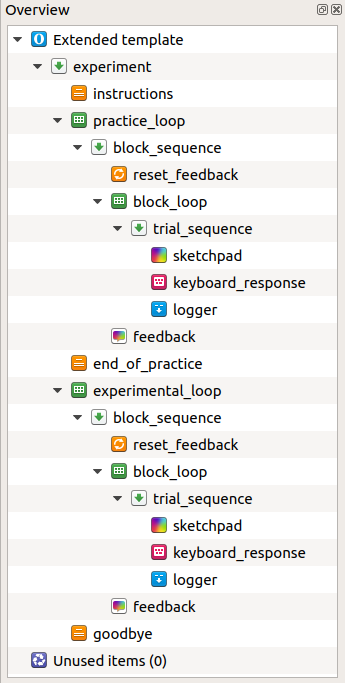 Overview
Extended template
experiment
instructions
practice_loop
block_sequence
reset_feedback
block_loop
trial_sequence
sketchpad
keyboard_response
logger
feedback
end_of_practice
experimental_loop
block_sequence
reset_feedback
block_loop
trial_sequence
sketchpad
keyboard_response
logger
feedback
goodbye
Unused items (0)